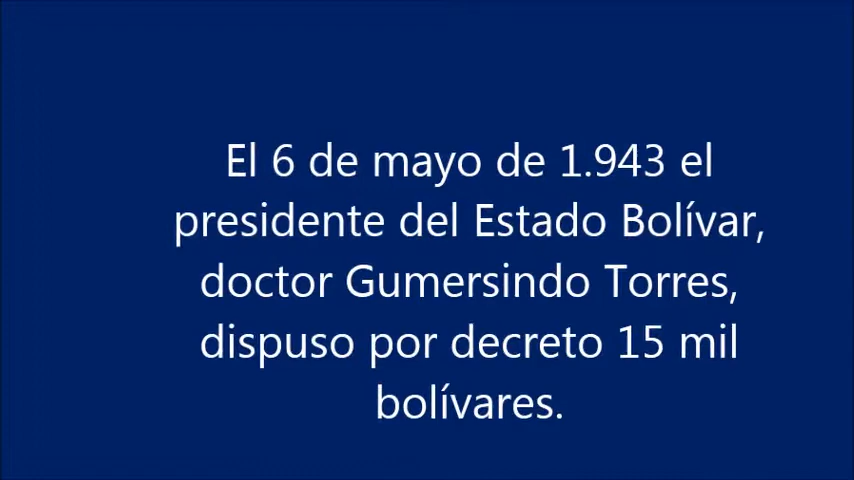 El 6 de mayo de 1.943 el
presidente del Estado Bolívar,
doctor Gumersindo Torres,
dispuso por decreto 15 mil
bolívares.